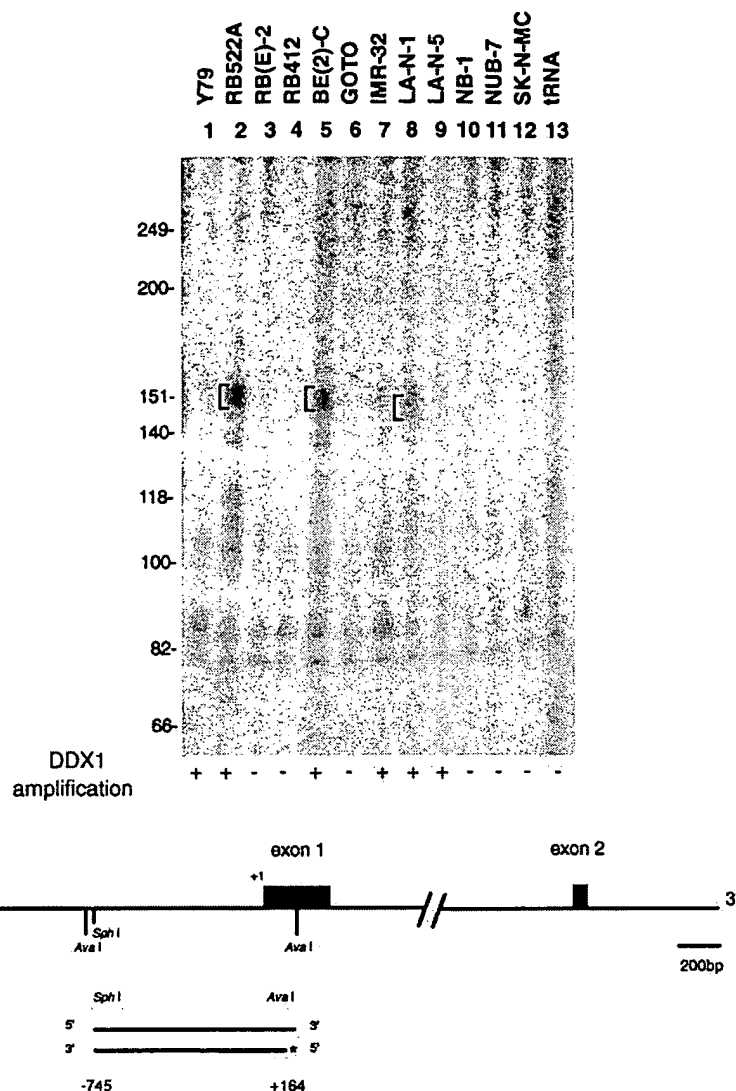 Y79 RB522A RB(E)-2 RB412 BE(2)-C GOTO IMR-32 LA-N-1 LA-N-5 NB-1 NUB-7 SK-N-MC tRNA
1 2 3 4 5 6 7 8 9 10 11 12 13
249-
200-
151-
140-
118-
100-
82-
66-
DDX1
amplification
+ + - - + - + + + - - - -
exon 1
exon 2
+1
3
Sph I
Ava I
Ava I
200bp
Sph I
Ava I
5' 3'
3' * 5'
-745
+164